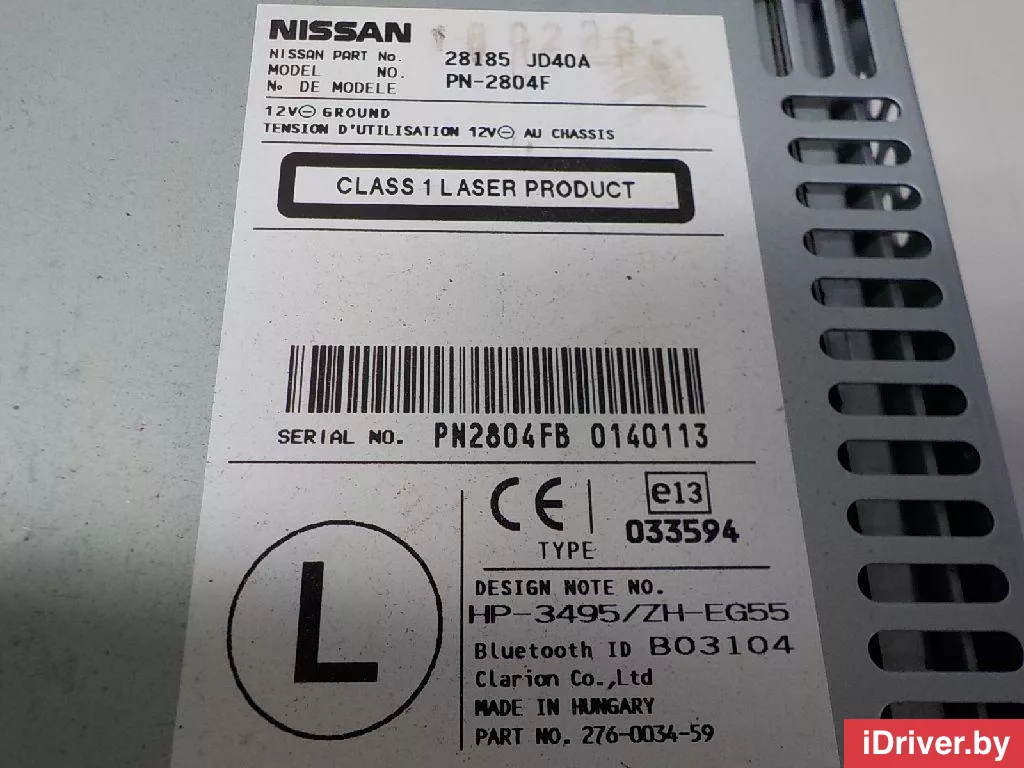 NISSAN
NISSAN PART No. 28185 JD40A
MODEL NO. PN-2804F
No. DE MODELE
12V⊖ GROUND
TENSION D'UTILISATION 12V⊖ AU CHASSIS
CLASS 1 LASER PRODUCT
SERIAL NO. PN2804FB 0140113
CE
e13
TYPE 033594
L
DESIGN NOTE NO.
HP-3495/ZH-EG55
Bluetooth ID B03104
Clarion Co.,Ltd
MADE IN HUNGARY
PART NO. 276-0034-59
iDriver.by